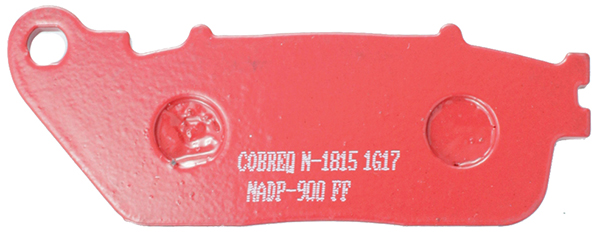 COBREQ N-1815 1G17
NADP-900 FF